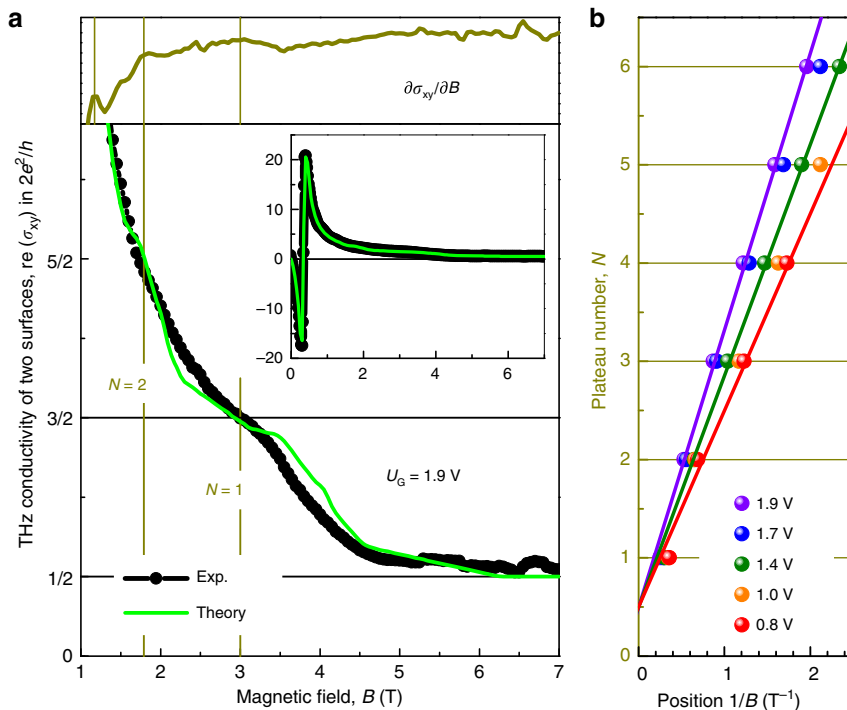 a
∂σxy/∂B
THz conductivity of two surfaces, re (σxy) in 2e²/h
5/2
3/2
1/2
0
20
10
0
−10
−20
0 2 4 6
N = 2
N = 1
UG = 1.9 V
Exp.
Theory
1 2 3 4 5 6 7
Magnetic field, B (T)
b
Plateau number, N
6
5
4
3
2
1
0
1.9 V
1.7 V
1.4 V
1.0 V
0.8 V
0 1 2
Position 1/B (T⁻¹)